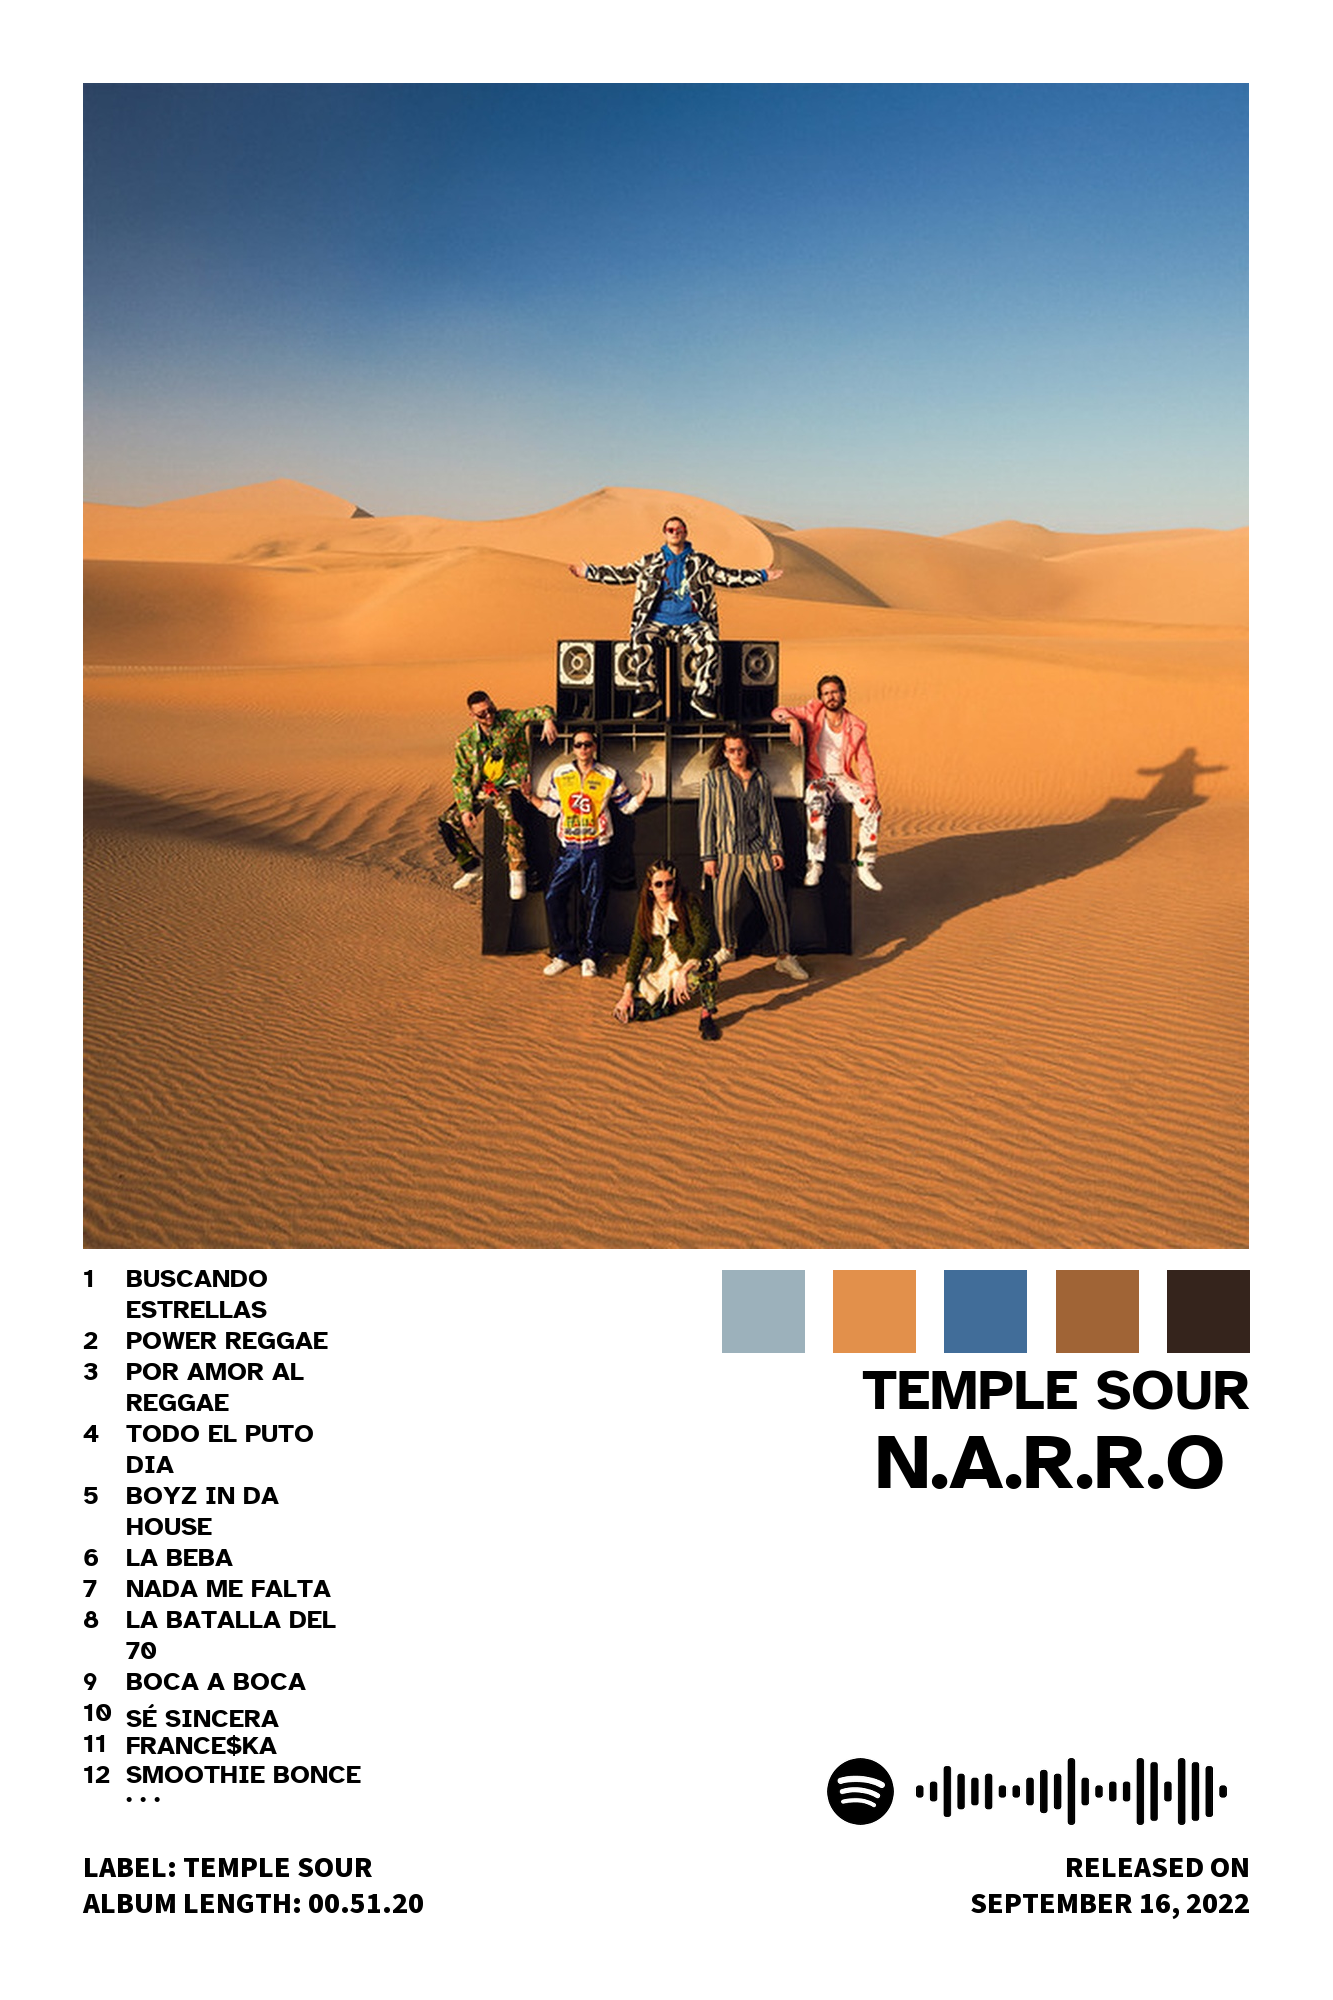 1 BUSCANDO
ESTRELLAS
2 POWER REGGAE
3 POR AMOR AL
REGGAE
4 TODO EL PUTO
DIA
5 BOYZ IN DA
HOUSE
6 LA BEBA
7 NADA ME FALTA
8 LA BATALLA DEL
70
9 BOCA A BOCA
10 SÉ SINCERA
11 FRANCE$KA
12 SMOOTHIE BONCE
...
TEMPLE SOUR
N.A.R.R.O
LABEL: TEMPLE SOUR
ALBUM LENGTH: 00.51.20
RELEASED ON
SEPTEMBER 16, 2022